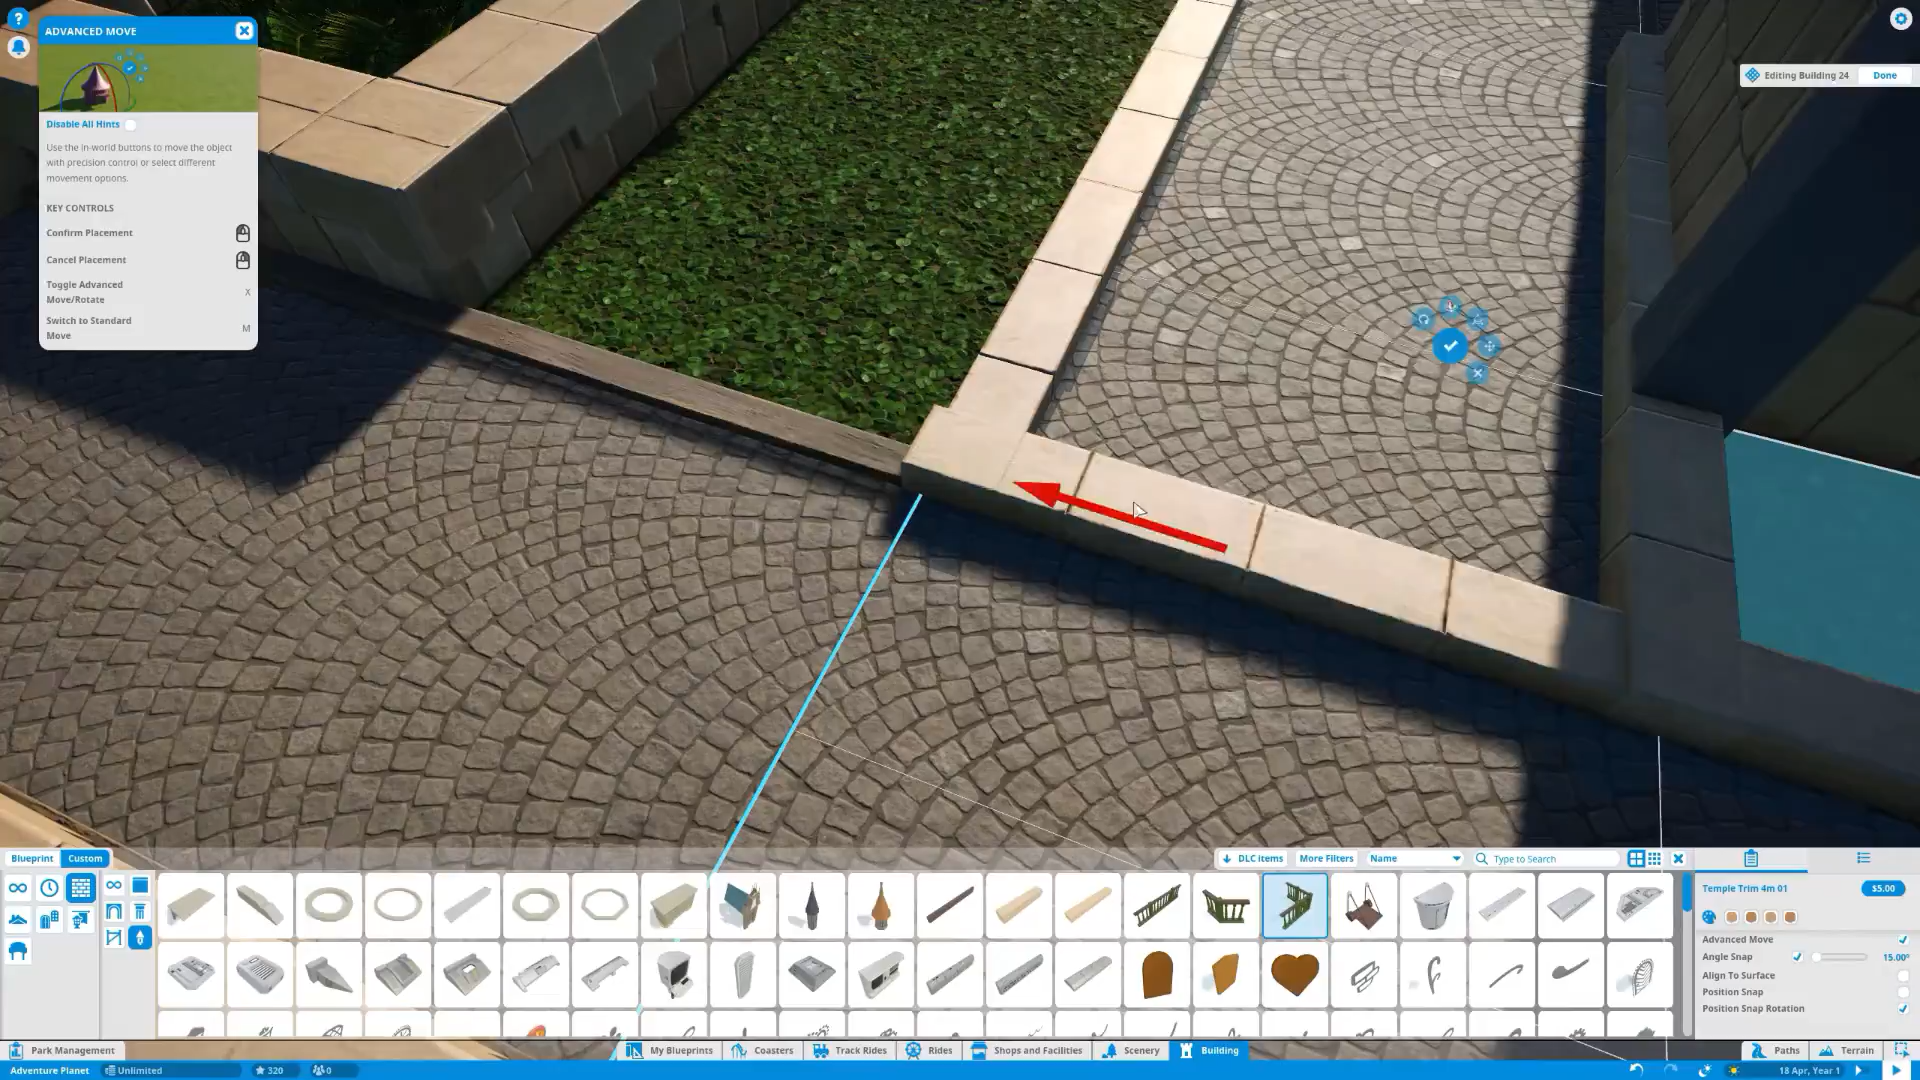 ?
ADVANCED MOVE
Disable All Hints
Use the in-world buttons to move the object
with precision control or select different
movement options.
KEY CONTROLS
Confirm Placement
Cancel Placement
Toggle Advanced
Move/Rotate
X
Switch to Standard
Move
M
Editing Building 24
Done
Blueprint
Custom
DLC Items
More Filters
Name
Type to Search
Temple Trim 4m 01
$5.00
Advanced Move
Angle Snap
15.00°
Align To Surface
Position Snap
Position Snap Rotation
Park Management
My Blueprints
Coasters
Track Rides
Rides
Shops and Facilities
Scenery
Building
Paths
Terrain
Adventure Planet
Unlimited
320
0
18 Apr, Year 1